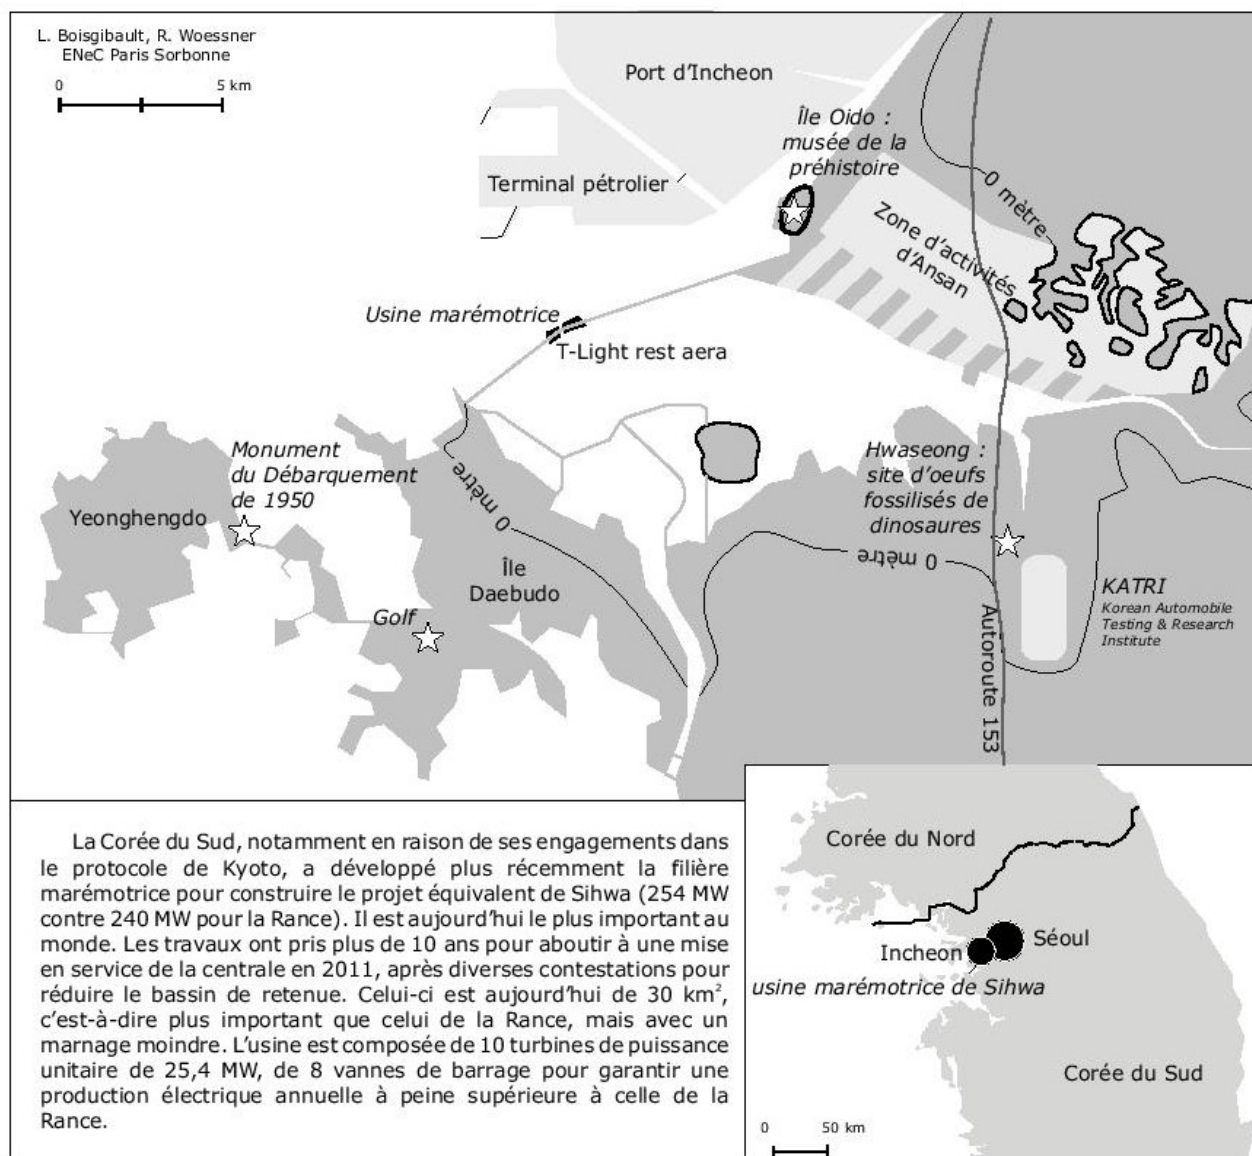 L. Boisgibault, R. Woessner
ENeC Paris Sorbonne
0 5 km
Port d'Incheon
Île Oido :
musée de la
préhistoire
Terminal pétrolier
0 mètre
Zone d'activités
d'Ansan
Usine marémotrice
T-Light rest aera
Monument
du Débarquement
de 1950
Yeonghengdo
0 mètre
Île
Daebudo
Golf
Hwaseong :
site d'oeufs
fossilisés de
dinosaures
0 mètre
KATRI
Korean Automobile
Testing & Research
Institute
Autoroute 153
La Corée du Sud, notamment en raison de ses engagements dans
le protocole de Kyoto, a développé plus récemment la filière
marémotrice pour construire le projet équivalent de Sihwa (254 MW
contre 240 MW pour la Rance). Il est aujourd'hui le plus important au
monde. Les travaux ont pris plus de 10 ans pour aboutir à une mise
en service de la centrale en 2011, après diverses contestations pour
réduire le bassin de retenue. Celui-ci est aujourd'hui de 30 km²,
c'est-à-dire plus important que celui de la Rance, mais avec un
marnage moindre. L'usine est composée de 10 turbines de puissance
unitaire de 25,4 MW, de 8 vannes de barrage pour garantir une
production électrique annuelle à peine supérieure à celle de la
Rance.
Corée du Nord
Séoul
Incheon
usine marémotrice de Sihwa
Corée du Sud
0 50 km